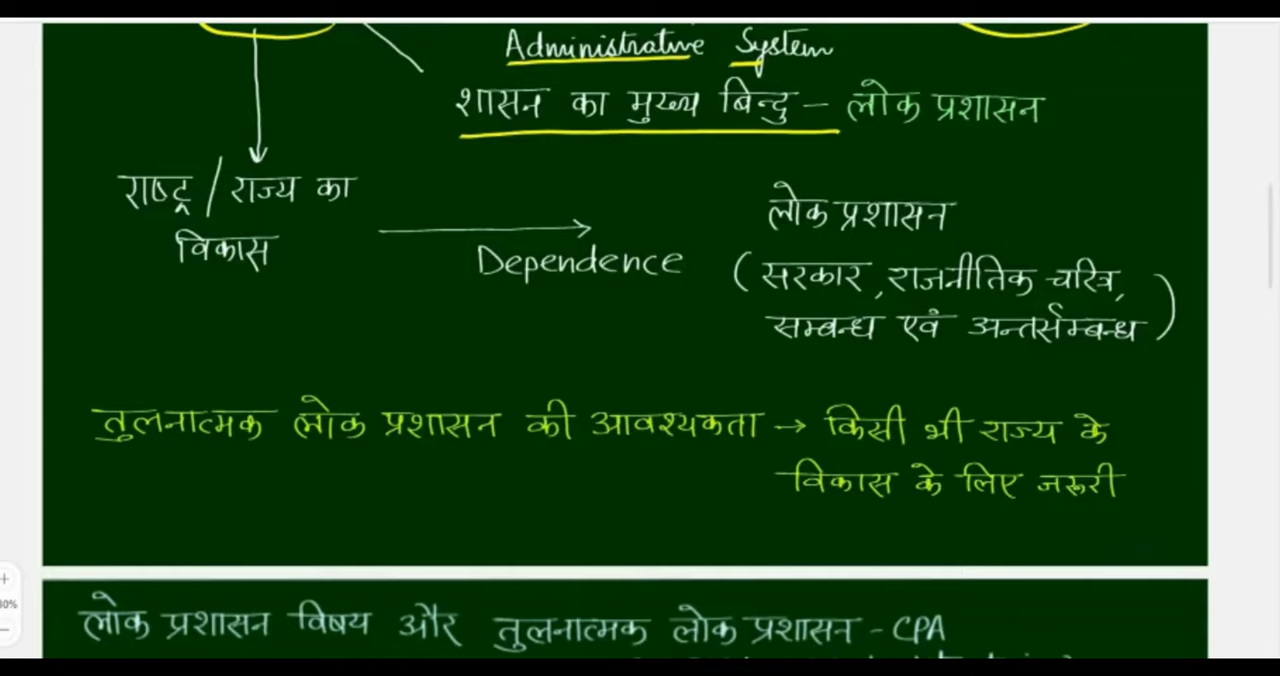 Administrative System
शासन का मुख्य बिन्दु - लोक प्रशासन
राष्ट्र / राज्य का
विकास
Dependence
लोक प्रशासन
( सरकार, राजनीतिक चरित्र,
सम्बन्ध एवं अन्तर्सम्बन्ध )
तुलनात्मक लोक प्रशासन की आवश्यकता → किसी भी राज्य के
विकास के लिए जरूरी
लोक प्रशासन विषय और तुलनात्मक लोक प्रशासन - CPA